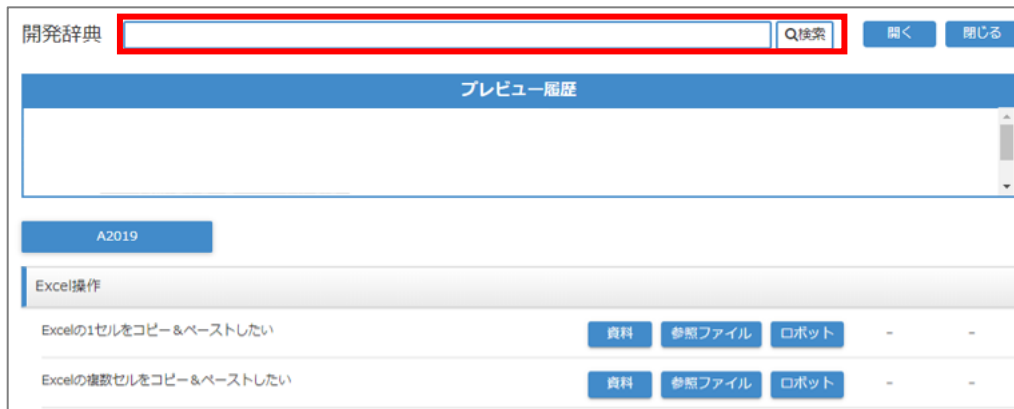 開発辞典 検索 開く 閉じる
プレビュー履歴
A2019
Excel操作
Excelの1セルをコピー&ペーストしたい 資料 参照ファイル ロボット - -
Excelの複数セルをコピー&ペーストしたい 資料 参照ファイル ロボット - -